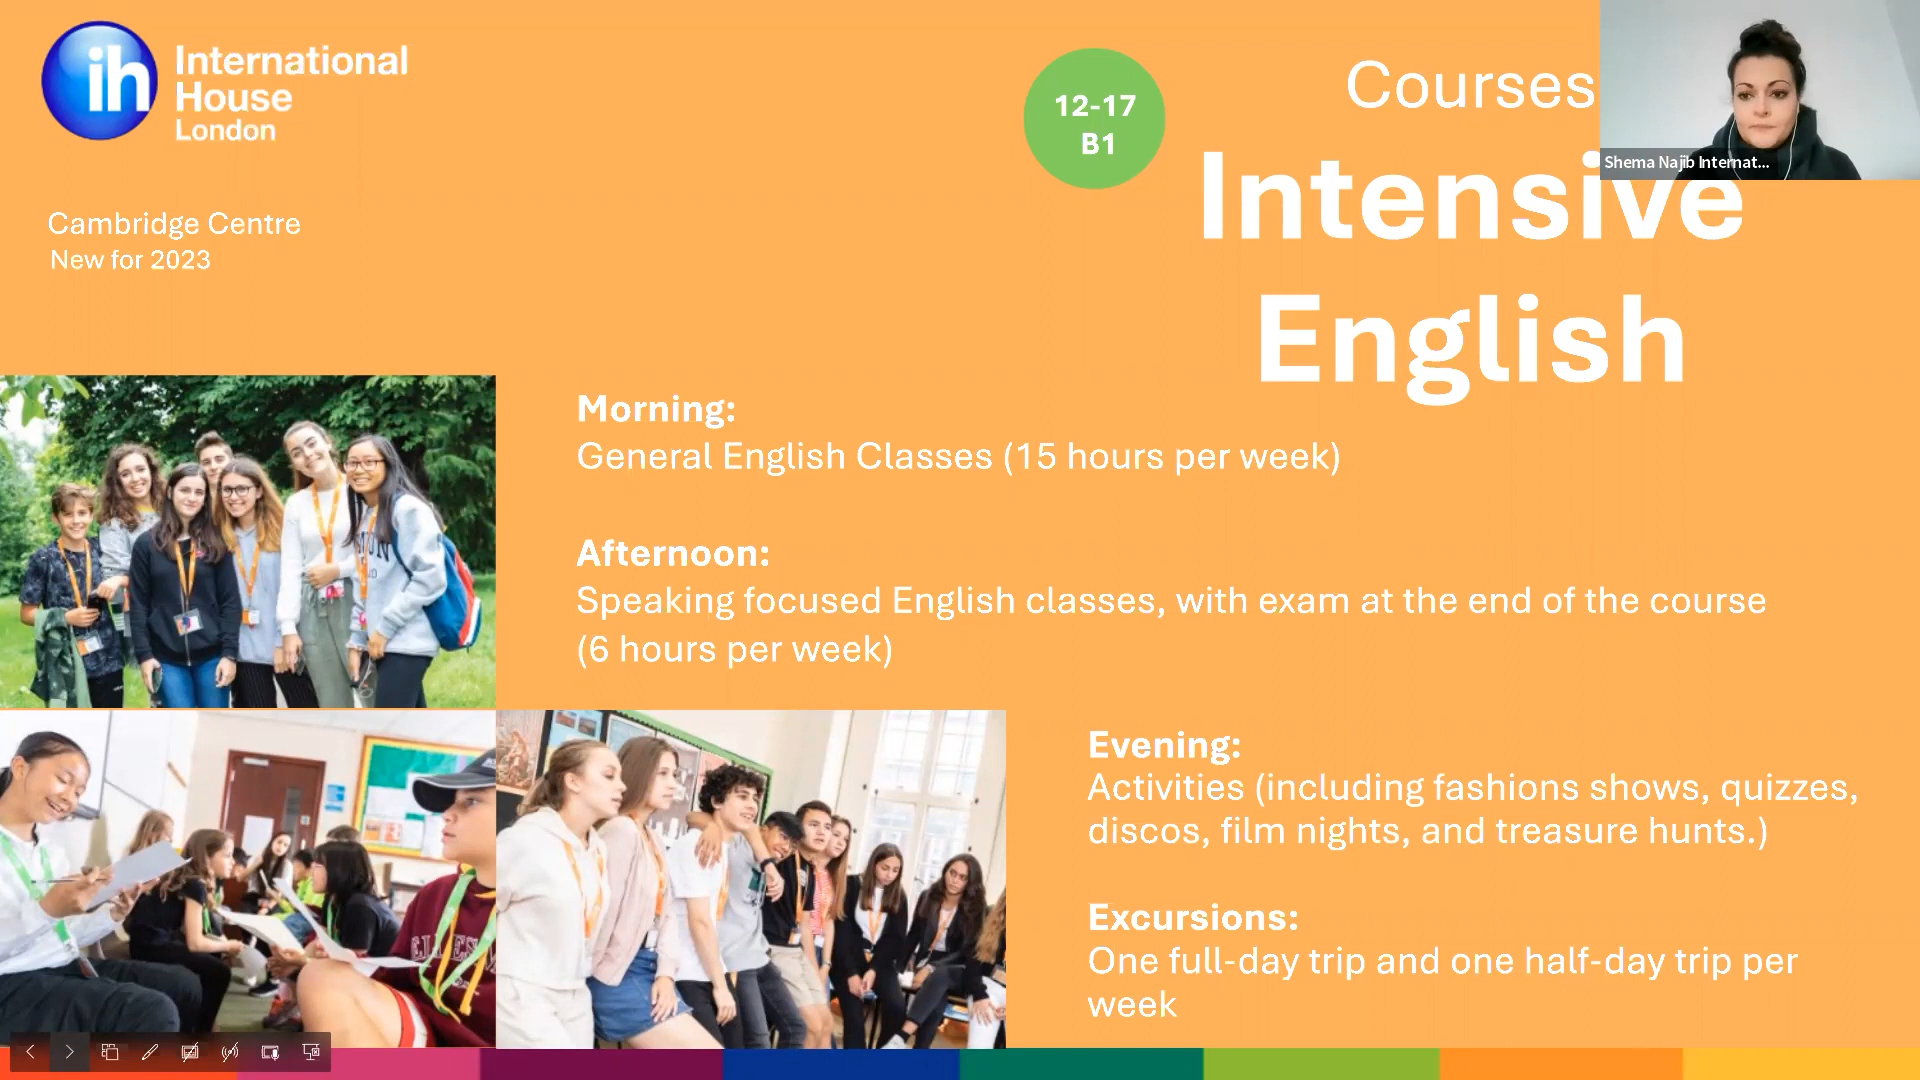 ih
International
House
London
Cambridge Centre
New for 2023
12-17
B1
Courses
Intensive
English
Shema Najib Internat...
Morning:
General English Classes (15 hours per week)
Afternoon:
Speaking focused English classes, with exam at the end of the course
(6 hours per week)
Evening:
Activities (including fashions shows, quizzes,
discos, film nights, and treasure hunts.)
Excursions:
One full-day trip and one half-day trip per
week